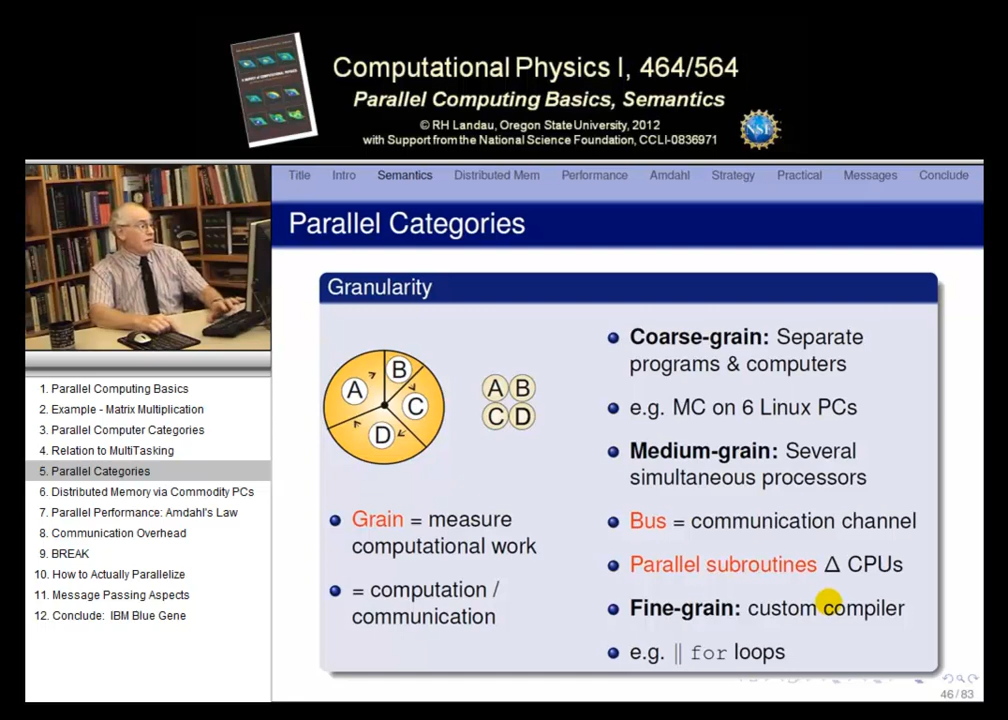 Computational Physics I, 464/564
Parallel Computing Basics, Semantics
© RH Landau, Oregon State University, 2012
with Support from the National Science Foundation, CCLI-0836971
NSF
Title Intro Semantics Distributed Mem Performance Amdahl Strategy Practical Messages Conclude
Parallel Categories
Granularity
A B C D
A B
C D
Grain = measure
computational work
= computation /
communication
Coarse-grain: Separate
programs & computers
e.g. MC on 6 Linux PCs
Medium-grain: Several
simultaneous processors
Bus = communication channel
Parallel subroutines Δ CPUs
Fine-grain: custom compiler
e.g. || for loops
46 / 83
1. Parallel Computing Basics
2. Example - Matrix Multiplication
3. Parallel Computer Categories
4. Relation to MultiTasking
5. Parallel Categories
6. Distributed Memory via Commodity PCs
7. Parallel Performance: Amdahl's Law
8. Communication Overhead
9. BREAK
10. How to Actually Parallelize
11. Message Passing Aspects
12. Conclude: IBM Blue Gene